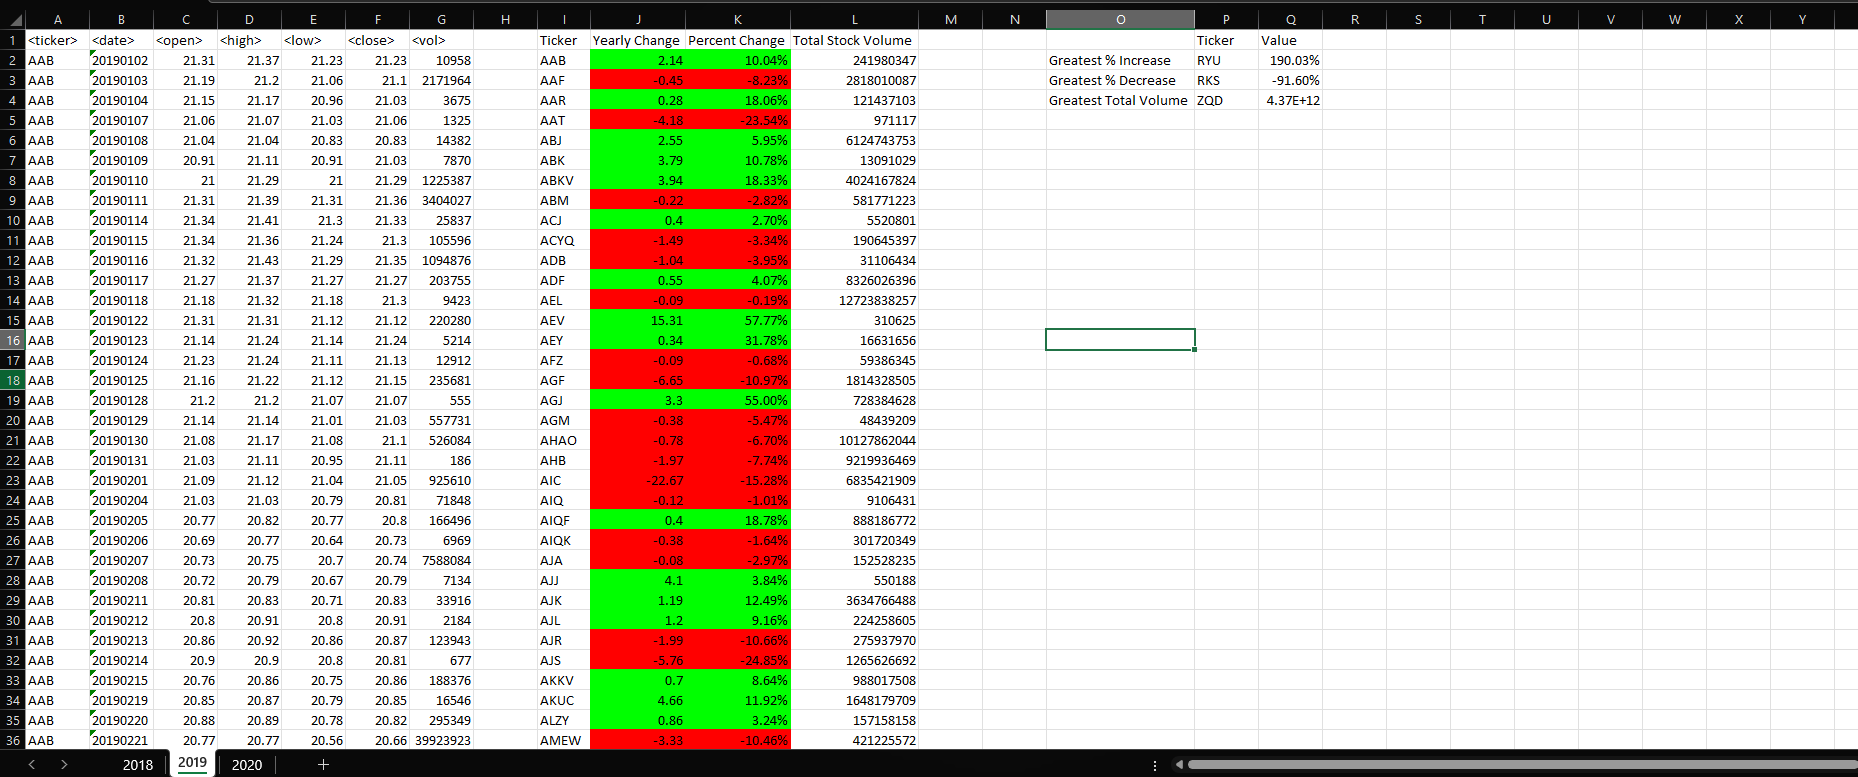 A B C D E F G H I J K L M N O P Q R S T U V W X Y
1 <ticker> <date> <open> <high> <low> <close> <vol> Ticker Yearly Change Percent Change Total Stock Volume Ticker Value
2 AAB 20190102 21.31 21.37 21.23 21.23 10958 AAB 2.14 10.04% 241980347 Greatest % Increase RYU 190.03%
3 AAB 20190103 21.19 21.2 21.06 21.1 2171964 AAF -0.45 -8.23% 2818010087 Greatest % Decrease RKS -91.60%
4 AAB 20190104 21.15 21.17 20.96 21.03 3675 AAR 0.28 18.06% 121437103 Greatest Total Volume ZQD 4.37E+12
5 AAB 20190107 21.06 21.07 21.03 21.06 1325 AAT -4.18 -23.54% 971117
6 AAB 20190108 21.04 21.04 20.83 20.83 14382 ABJ 2.55 5.95% 6124743753
7 AAB 20190109 20.91 21.11 20.91 21.03 7870 ABK 3.79 10.78% 13091029
8 AAB 20190110 21 21.29 21 21.29 1225387 ABKV 3.94 18.33% 4024167824
9 AAB 20190111 21.31 21.39 21.31 21.36 3404027 ABM -0.22 -2.82% 581771223
10 AAB 20190114 21.34 21.41 21.3 21.33 25837 ACJ 0.4 2.70% 5520801
11 AAB 20190115 21.34 21.36 21.24 21.3 105596 ACYQ -1.49 -3.34% 190645397
12 AAB 20190116 21.32 21.43 21.29 21.35 1094876 ADB -1.04 -3.95% 31106434
13 AAB 20190117 21.27 21.37 21.27 21.27 203755 ADF 0.55 4.07% 8326026396
14 AAB 20190118 21.18 21.32 21.18 21.3 9423 AEL -0.09 -0.19% 12723838257
15 AAB 20190122 21.31 21.31 21.12 21.12 220280 AEV 15.31 57.77% 310625
16 AAB 20190123 21.14 21.24 21.14 21.24 5214 AEY 0.34 31.78% 16631656
17 AAB 20190124 21.23 21.24 21.11 21.13 12912 AFZ -0.09 -0.68% 59386345
18 AAB 20190125 21.16 21.22 21.12 21.15 235681 AGF -6.65 -10.97% 1814328505
19 AAB 20190128 21.2 21.2 21.07 21.07 555 AGJ 3.3 55.00% 728384628
20 AAB 20190129 21.14 21.14 21.01 21.03 557731 AGM -0.38 -5.47% 48439209
21 AAB 20190130 21.08 21.17 21.08 21.1 526084 AHAO -0.78 -6.70% 10127862044
22 AAB 20190131 21.03 21.11 20.95 21.11 186 AHB -1.97 -7.74% 9219936469
23 AAB 20190201 21.09 21.12 21.04 21.05 925610 AIC -22.67 -15.28% 6835421909
24 AAB 20190204 21.03 21.03 20.79 20.81 71848 AIQ -0.12 -1.01% 9106431
25 AAB 20190205 20.77 20.82 20.77 20.8 166496 AIQF 0.4 18.78% 888186772
26 AAB 20190206 20.69 20.77 20.64 20.73 6969 AIQK -0.38 -1.64% 301720349
27 AAB 20190207 20.73 20.75 20.7 20.74 7588084 AJA -0.08 -2.97% 152528235
28 AAB 20190208 20.72 20.79 20.67 20.79 7134 AJJ 4.1 3.84% 550188
29 AAB 20190211 20.81 20.83 20.71 20.83 33916 AJK 1.19 12.49% 3634766488
30 AAB 20190212 20.8 20.91 20.8 20.91 2184 AJL 1.2 9.16% 224258605
31 AAB 20190213 20.86 20.92 20.86 20.87 123943 AJR -1.99 -10.66% 275937970
32 AAB 20190214 20.9 20.9 20.8 20.81 677 AJS -5.76 -24.85% 1265626692
33 AAB 20190215 20.76 20.86 20.75 20.86 188376 AKKV 0.7 8.64% 988017508
34 AAB 20190219 20.85 20.87 20.79 20.85 16546 AKUC 4.66 11.92% 1648179709
35 AAB 20190220 20.88 20.89 20.78 20.82 295349 ALZY 0.86 3.24% 157158158
36 AAB 20190221 20.77 20.77 20.56 20.66 39923923 AMEW -3.33 -10.46% 421225572
2018 2019 2020 +